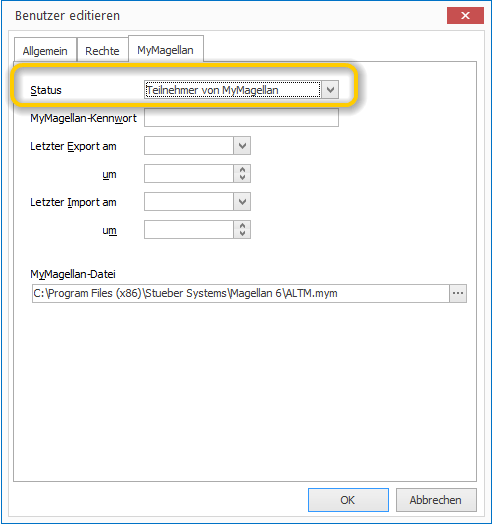 Benutzer editieren
Allgemein Rechte MyMagellan
Status Teilnehmer von MyMagellan
MyMagellan-Kennwort
Letzter Export am
um
Letzter Import am
um
MyMagellan-Datei
C:\Program Files (x86)\Stueber Systems\Magellan 6\ALTM.mym ...
OK Abbrechen